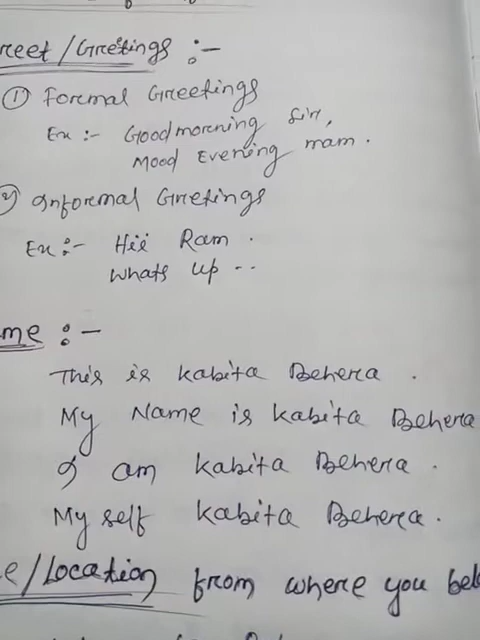 reet/Greetings :-
① Formal Greetings
Ex :- Goodmorning Sir,
Mood Evening mam.
② Informal Greetings
Ex :- Hii Ram.
Whats up --
me :-
This is Kabita Behera.
My Name is Kabita Behera
I am Kabita Behera.
My self Kabita Behera.
e/Location from where you bel